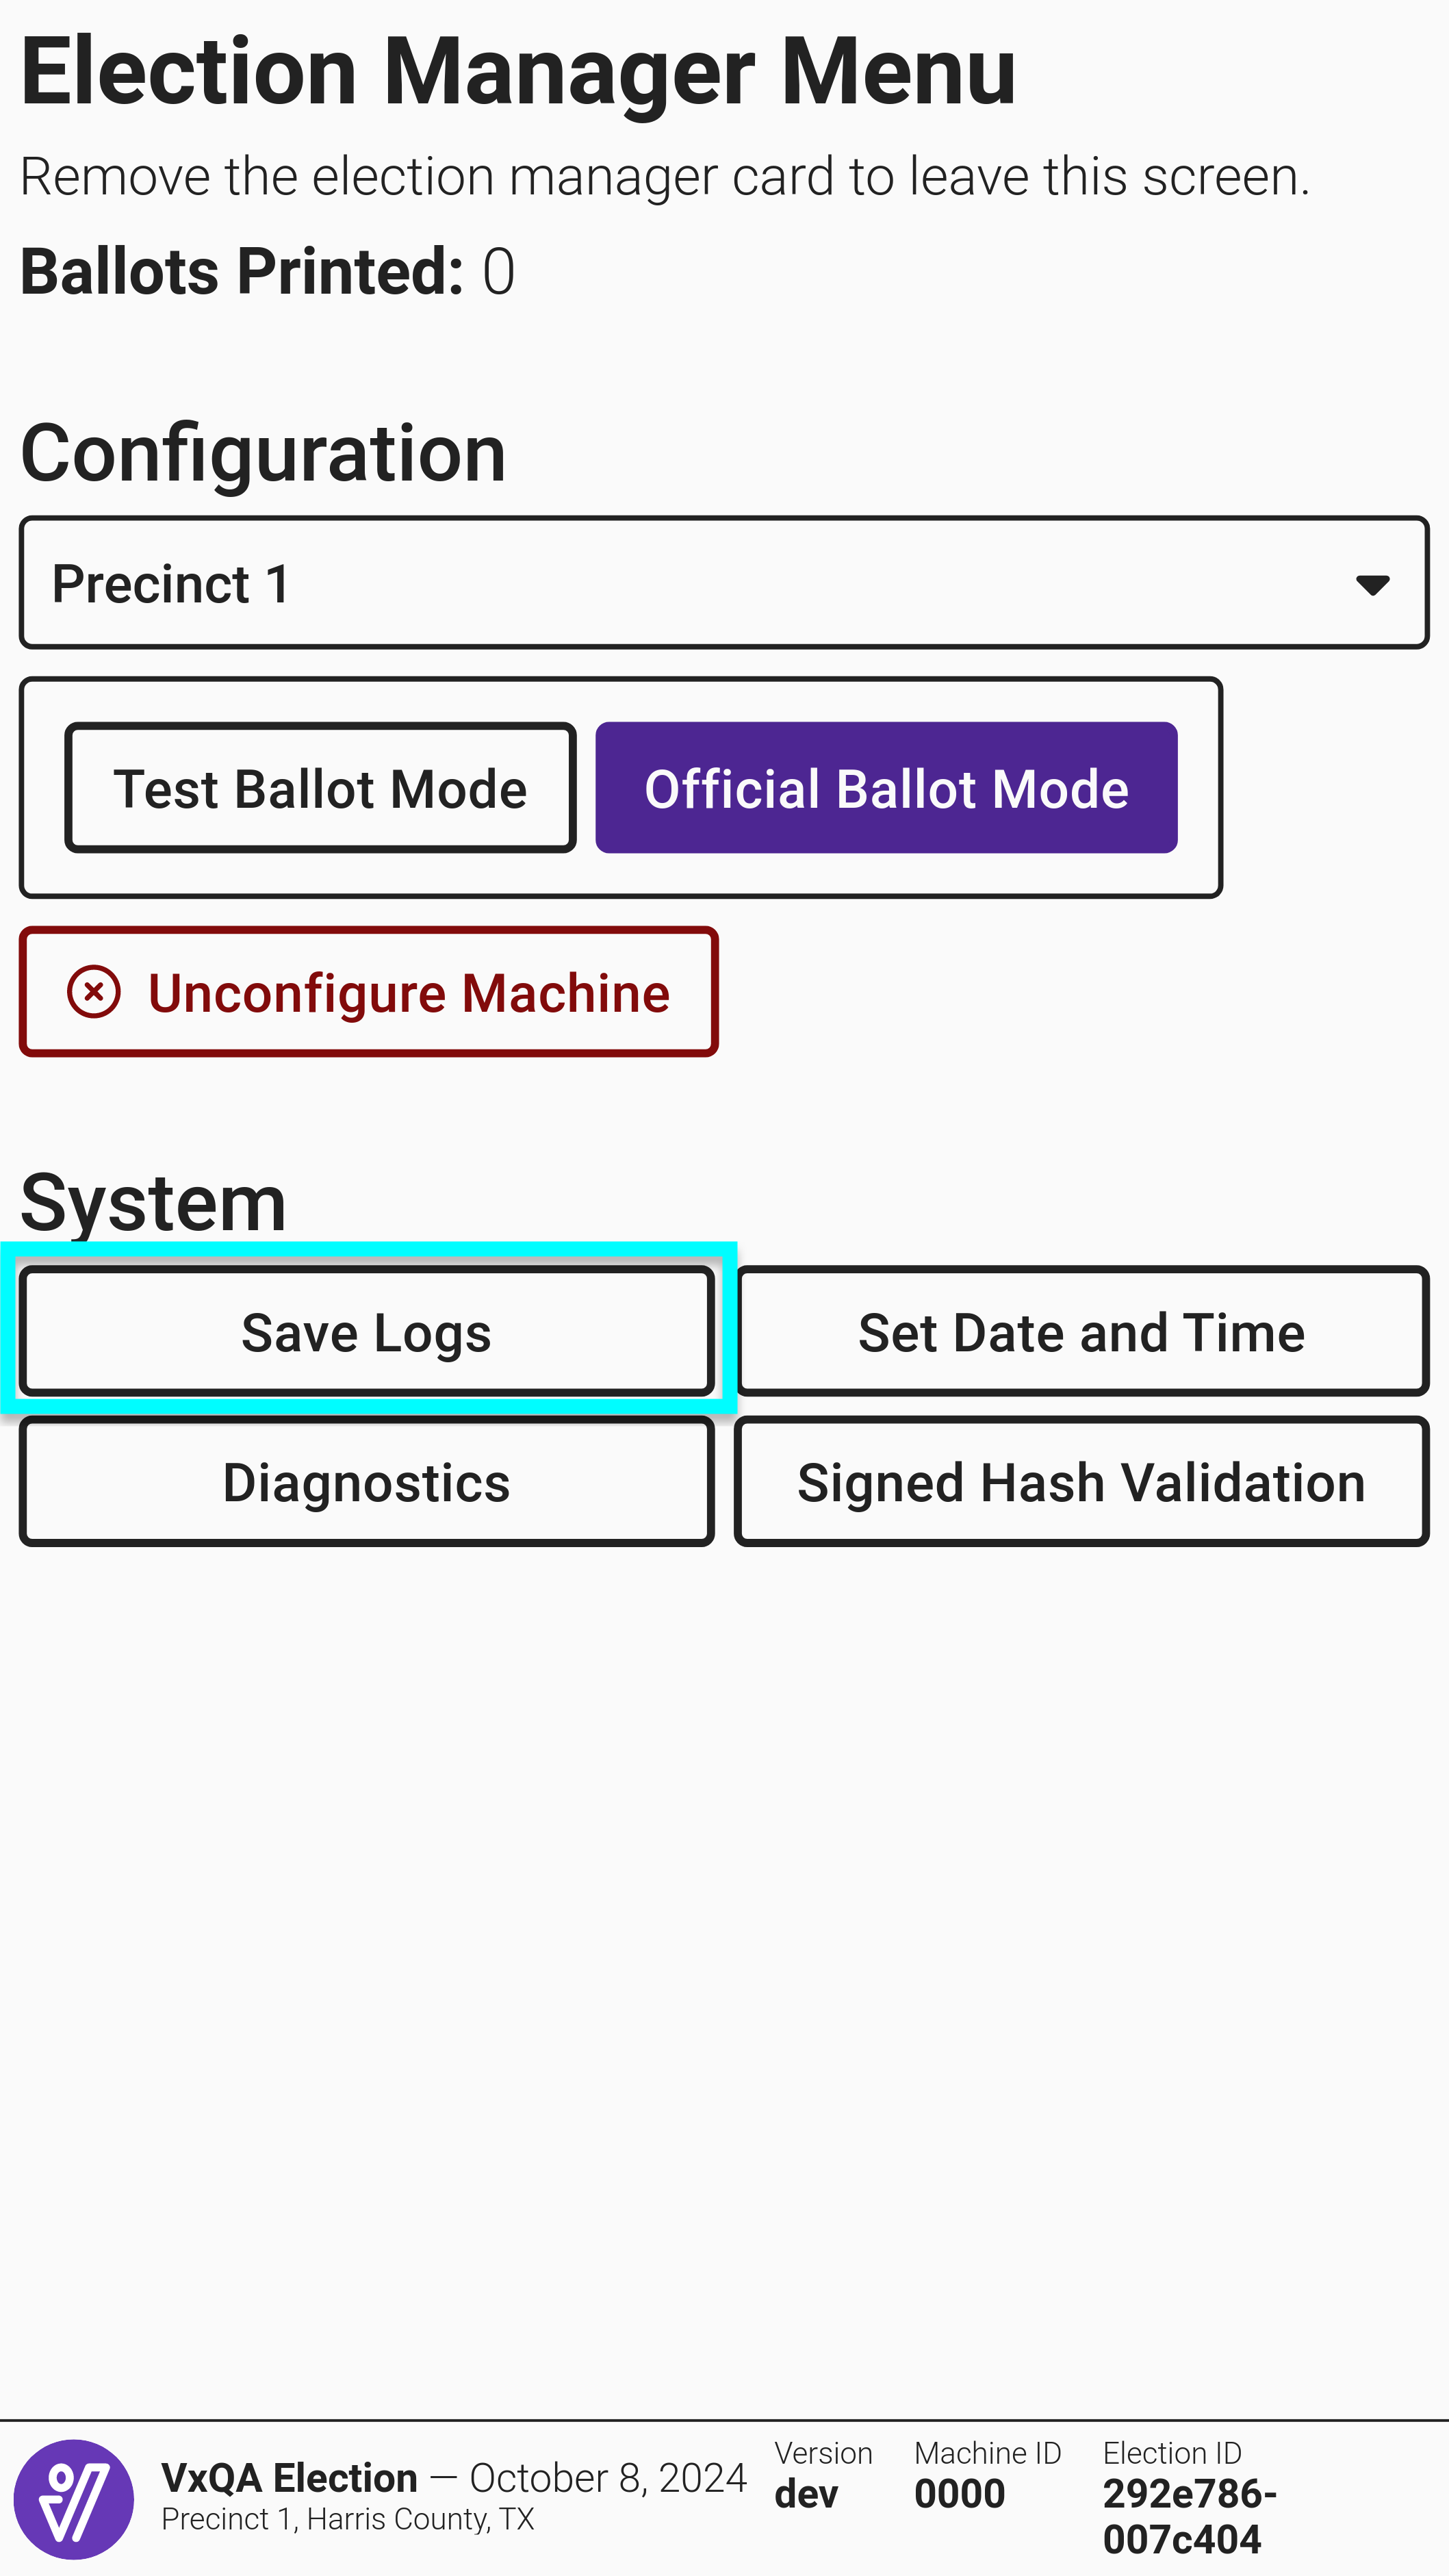 Election Manager Menu
Remove the election manager card to leave this screen.
Ballots Printed: 0
Configuration
Precinct 1
Test Ballot Mode
Official Ballot Mode
Unconfigure Machine
System
Save Logs
Set Date and Time
Diagnostics
Signed Hash Validation
VxQA Election — October 8, 2024
Precinct 1, Harris County, TX
Version
dev
Machine ID
0000
Election ID
292e786-
007c404